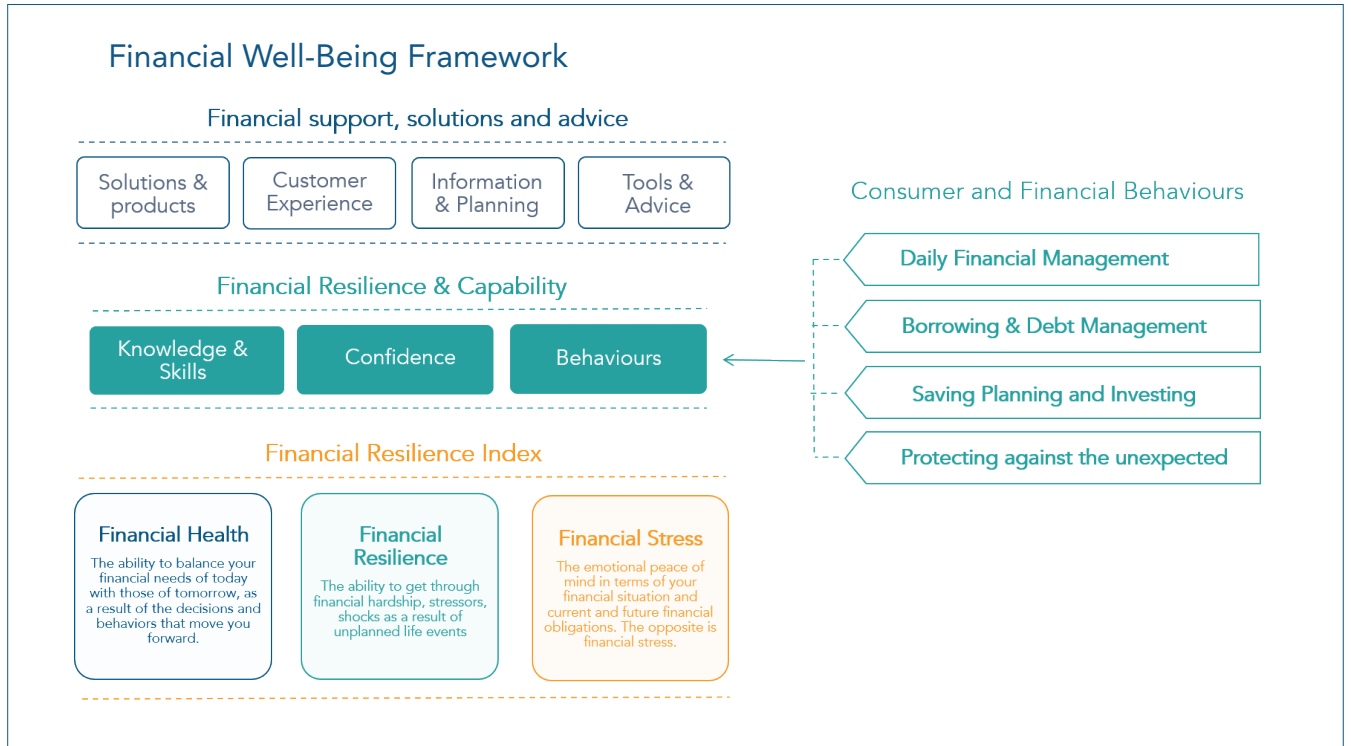 Financial Well-Being Framework
Financial support, solutions and advice
Solutions &
products
Customer
Experience
Information
& Planning
Tools &
Advice
Financial Resilience & Capability
Knowledge &
Skills
Confidence
Behaviours
Consumer and Financial Behaviours
Daily Financial Management
Borrowing & Debt Management
Saving Planning and Investing
Protecting against the unexpected
Financial Resilience Index
Financial Health
The ability to balance your
financial needs of today
with those of tomorrow, as
a result of the decisions and
behaviors that move you
forward.
Financial
Resilience
The ability to get through
financial hardship, stressors,
shocks as a result of
unplanned life events
Financial Stress
The emotional peace of
mind in terms of your
financial situation and
current and future financial
obligations. The opposite is
financial stress.